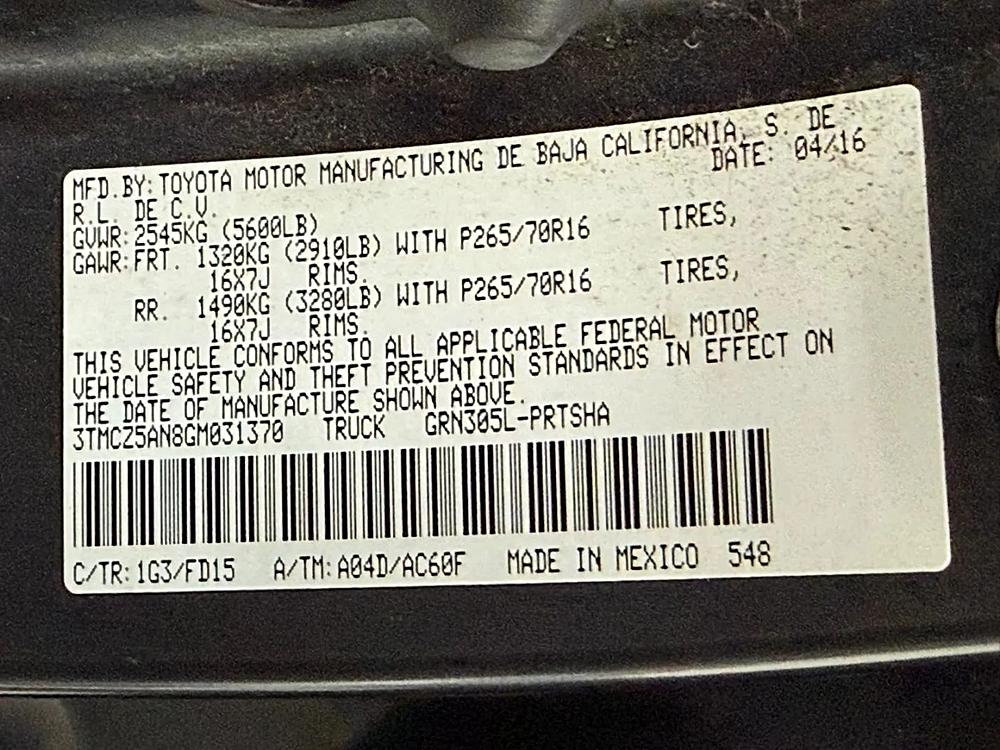 MFD.BY:TOYOTA MOTOR MANUFACTURING DE BAJA CALIFORNIA, S. DE
R.L. DE C.V. DATE: 04/16
GVWR:2545KG (5600LB)
GAWR:FRT. 1320KG (2910LB) WITH P265/70R16 TIRES,
16X7J RIMS.
RR. 1490KG (3280LB) WITH P265/70R16 TIRES,
16X7J RIMS.
THIS VEHICLE CONFORMS TO ALL APPLICABLE FEDERAL MOTOR
VEHICLE SAFETY AND THEFT PREVENTION STANDARDS IN EFFECT ON
THE DATE OF MANUFACTURE SHOWN ABOVE.
3TMCZ5AN8GM031370 TRUCK GRN305L-PRTSHA
C/TR:1G3/FD15 A/TM:A04D/AC60F MADE IN MEXICO 548